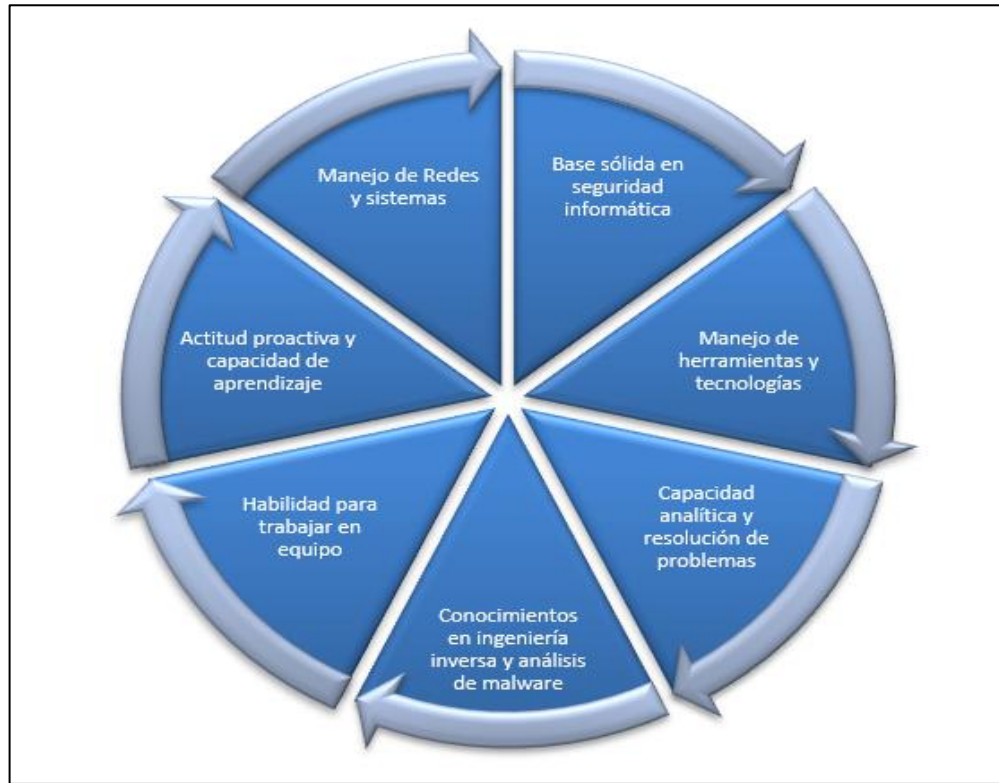 Base sólida en
seguridad
informática
Manejo de
herramientas y
tecnologías
Capacidad
analítica y
resolución de
problemas
Conocimientos
en ingeniería
inversa y análisis
de malware
Habilidad para
trabajar en
equipo
Actitud proactiva y
capacidad de
aprendizaje
Manejo de Redes
y sistemas